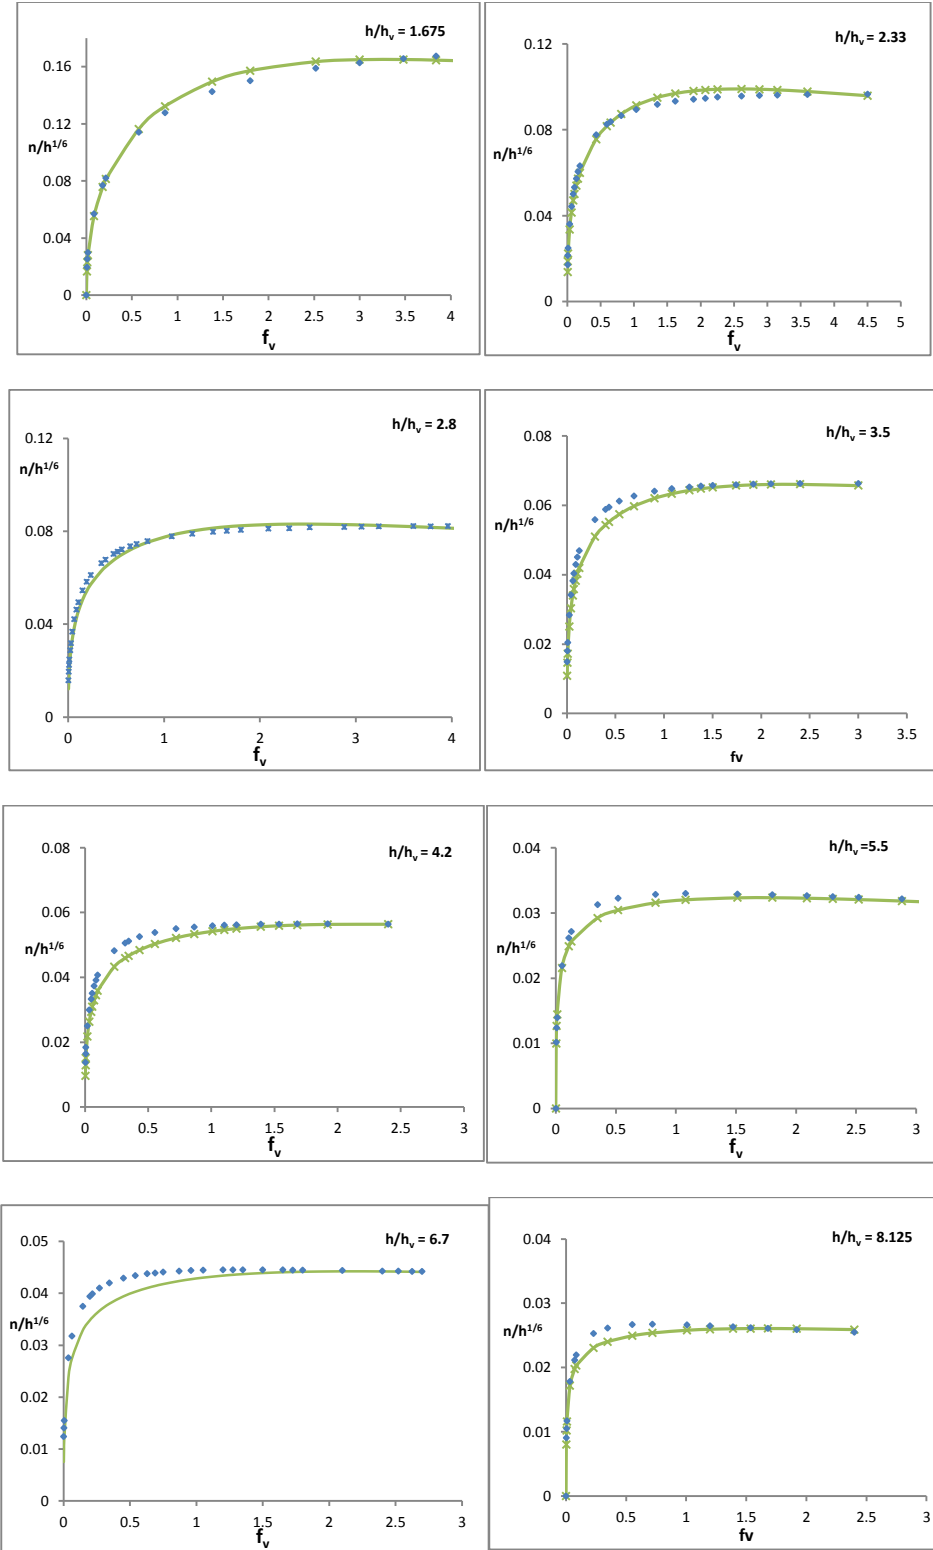 h/hv = 1.675
0.16
0.12
n/h1/6
0.08
0.04
0
0 0.5 1 1.5 2 2.5 3 3.5 4
fv
h/hv = 2.33
0.12
0.08
n/h1/6
0.04
0
0 0.5 1 1.5 2 2.5 3 3.5 4 4.5 5
fv
h/hv = 2.8
0.12
n/h1/6
0.08
0.04
0
0 1 2 3 4
fv
h/hv = 3.5
0.08
0.06
n/h1/6
0.04
0.02
0
0 0.5 1 1.5 2 2.5 3 3.5
fv
h/hv = 4.2
0.08
0.06
n/h1/6
0.04
0.02
0
0 0.5 1 1.5 2 2.5 3
fv
h/hv =5.5
0.04
0.03
n/h1/6
0.02
0.01
0
0 0.5 1 1.5 2 2.5 3
fv
h/hv = 6.7
0.05
0.04
n/h1/6
0.03
0.02
0.01
0
0 0.5 1 1.5 2 2.5 3
fv
h/hv = 8.125
0.04
0.03
n/h1/6
0.02
0.01
0
0 0.5 1 1.5 2 2.5 3
fv